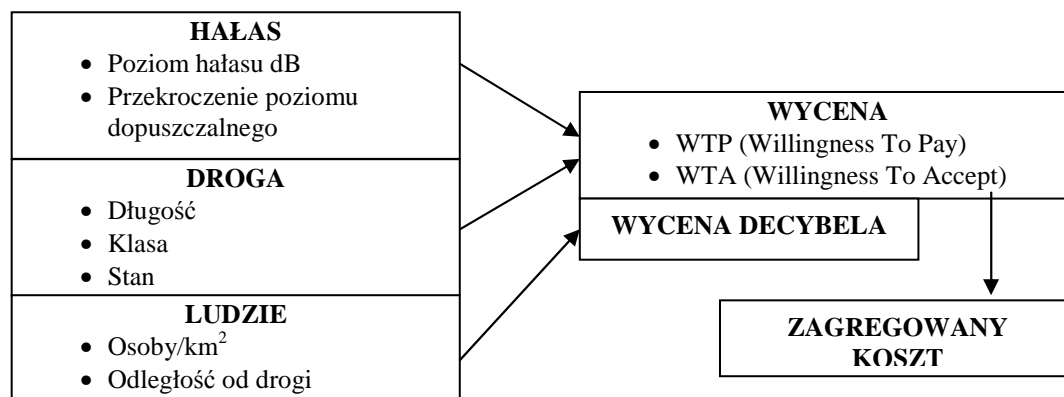 HAŁAS
• Poziom hałasu dB
• Przekroczenie poziomu
dopuszczalnego
DROGA
• Długość
• Klasa
• Stan
LUDZIE
• Osoby/km²
• Odległość od drogi
WYCENA
• WTP (Willingness To Pay)
• WTA (Willingness To Accept)
WYCENA DECYBELA
ZAGREGOWANY
KOSZT